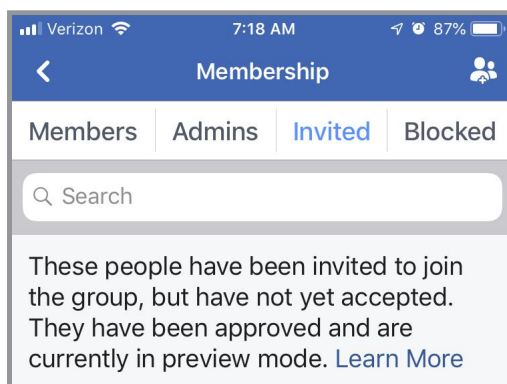 Verizon 7:18 AM 87%
Membership
Members Admins Invited Blocked
Search
These people have been invited to join
the group, but have not yet accepted.
They have been approved and are
currently in preview mode. Learn More